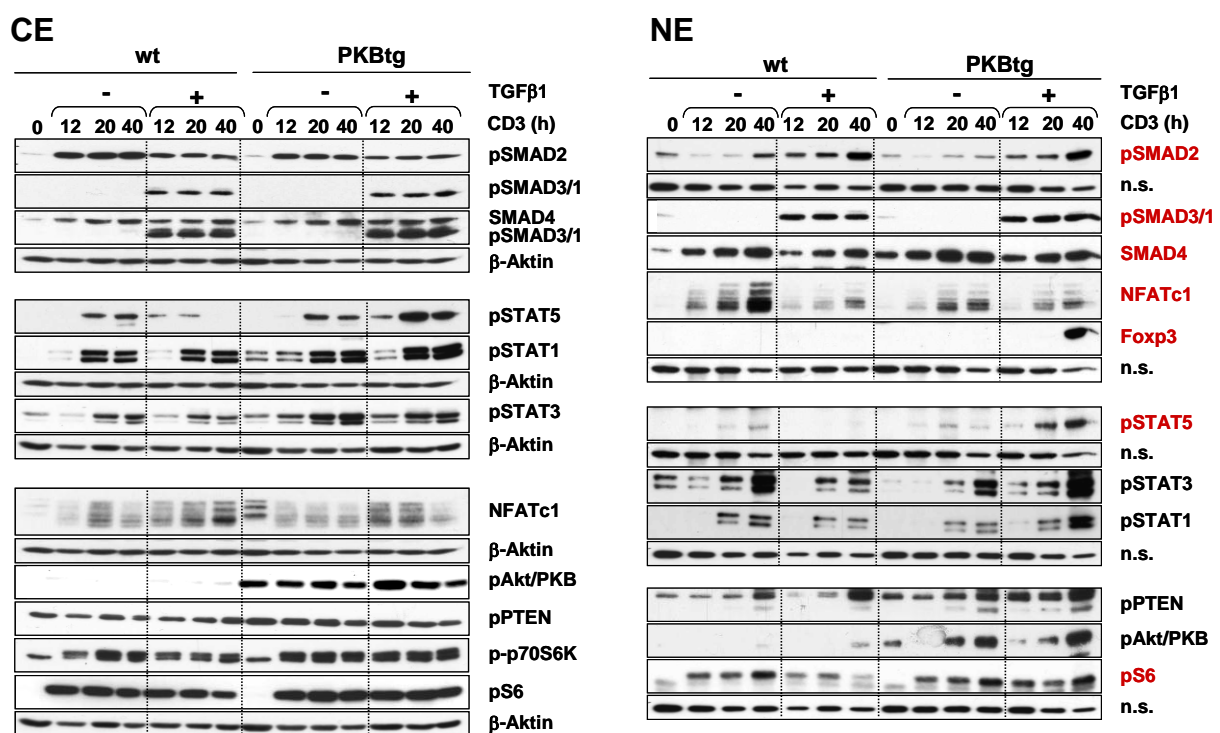 CE
wt PKBtg
- + - + TGFβ1
0 12 20 40 12 20 40 0 12 20 40 12 20 40 CD3 (h)
pSMAD2
pSMAD3/1
SMAD4
pSMAD3/1
β-Aktin
pSTAT5
pSTAT1
β-Aktin
pSTAT3
β-Aktin
NFATc1
β-Aktin
pAkt/PKB
pPTEN
p-p70S6K
pS6
β-Aktin
NE
wt PKBtg
- + - + TGFβ1
0 12 20 40 12 20 40 0 12 20 40 12 20 40 CD3 (h)
pSMAD2
n.s.
pSMAD3/1
SMAD4
NFATc1
Foxp3
n.s.
pSTAT5
n.s.
pSTAT3
pSTAT1
n.s.
pPTEN
pAkt/PKB
pS6
n.s.